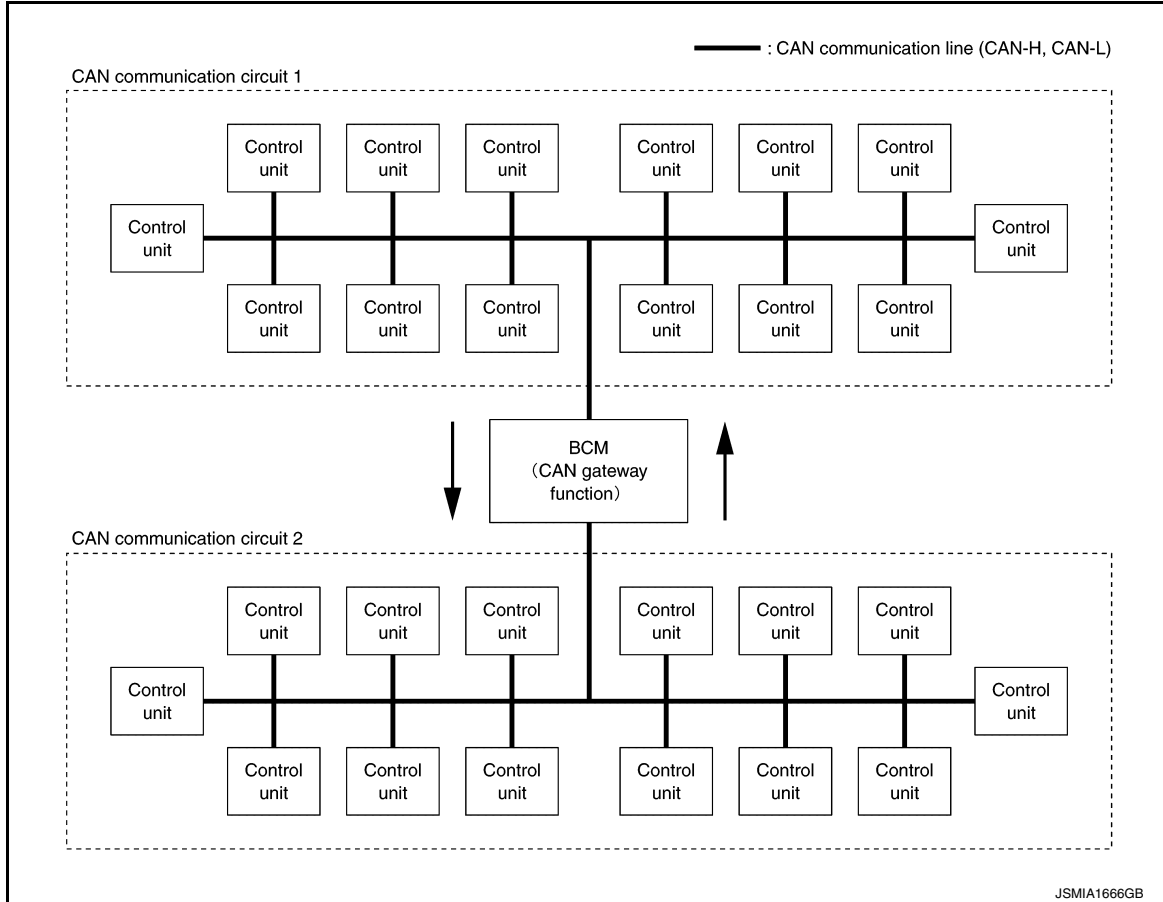 : CAN communication line (CAN-H, CAN-L)
CAN communication circuit 1
Control
unit
Control
unit
Control
unit
Control
unit
Control
unit
Control
unit
Control
unit
Control
unit
Control
unit
Control
unit
Control
unit
Control
unit
Control
unit
Control
unit
BCM
（CAN gateway
function）
CAN communication circuit 2
Control
unit
Control
unit
Control
unit
Control
unit
Control
unit
Control
unit
Control
unit
Control
unit
Control
unit
Control
unit
Control
unit
Control
unit
Control
unit
Control
unit
JSMIA1666GB